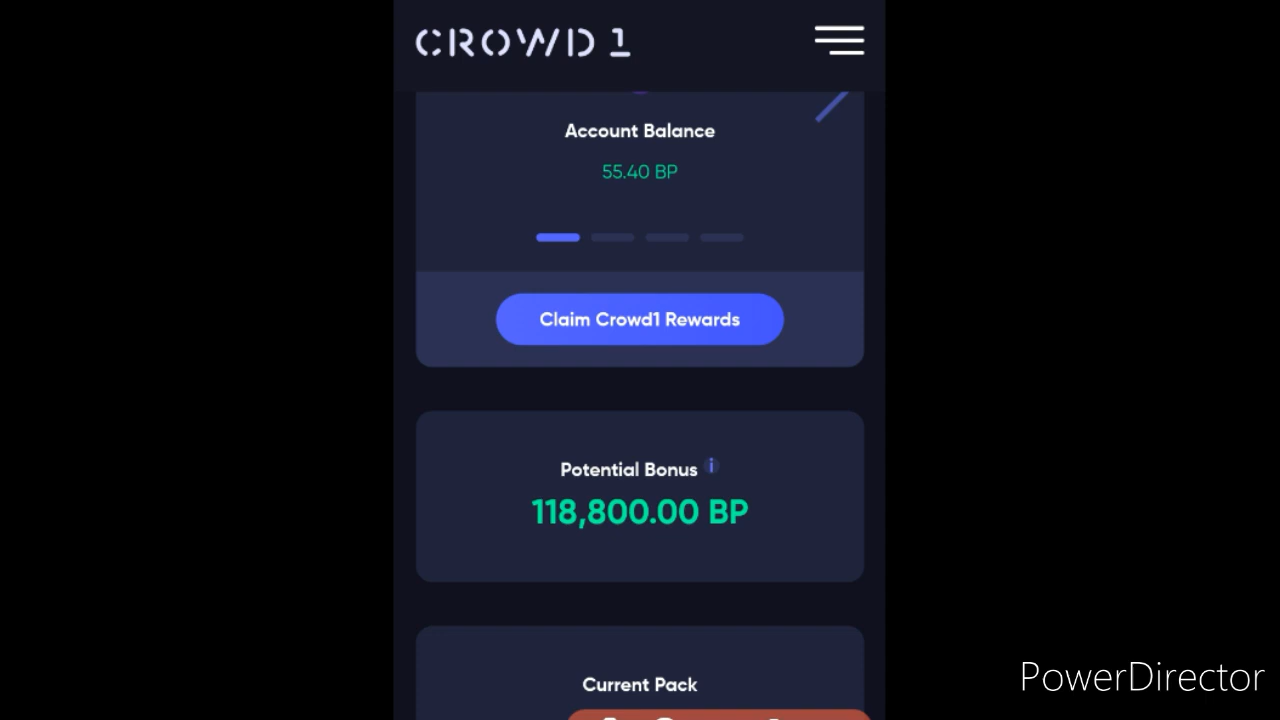 CROWD 1
Account Balance
55.40 BP
Claim Crowd1 Rewards
Potential Bonus i
118,800.00 BP
Current Pack
PowerDirector